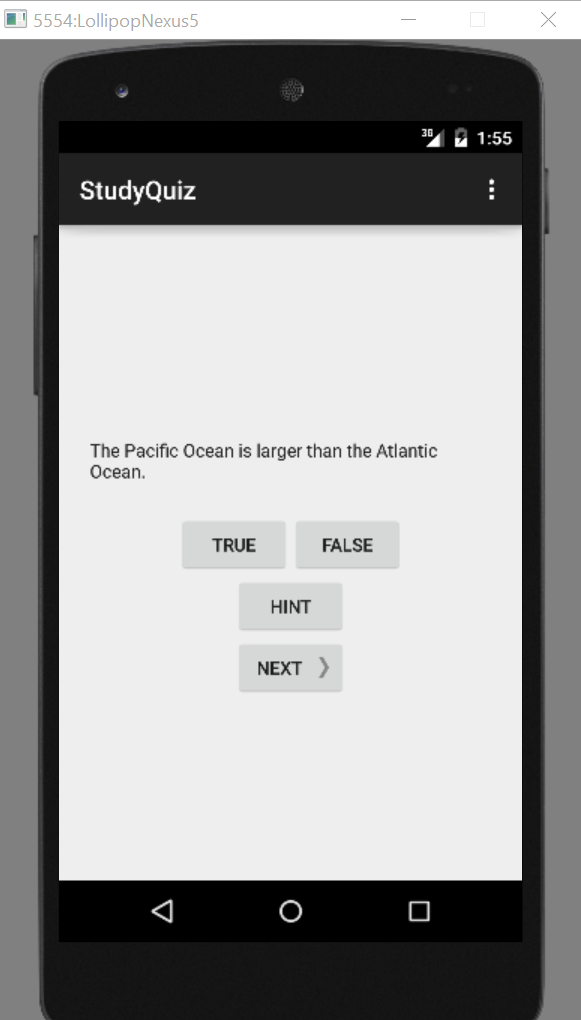 5554:LollipopNexus5
3G 1:55
StudyQuiz
The Pacific Ocean is larger than the Atlantic
Ocean.
TRUE FALSE
HINT
NEXT